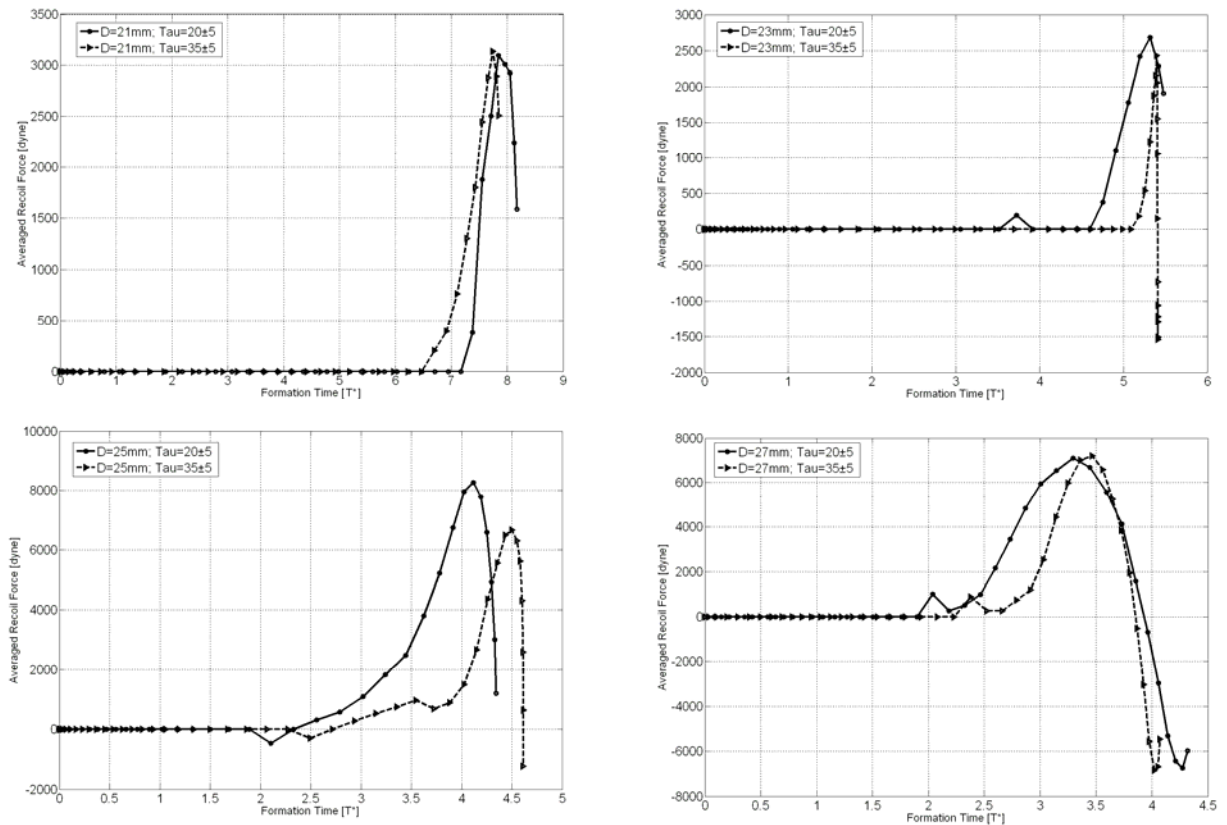 3500
3000
2500
2000
1500
1000
500
0
Averaged Recoil Force [dyne]
D=21mm; Tau=20±5
D=21mm; Tau=35±5
0 1 2 3 4 5 6 7 8 9
Formation Time [T*]
3000
2500
2000
1500
1000
500
0
-500
-1000
-1500
-2000
Averaged Recoil Force [dyne]
D=23mm; Tau=20±5
D=23mm; Tau=35±5
0 1 2 3 4 5 6
Formation Time [T*]
10000
8000
6000
4000
2000
0
-2000
Averaged Recoil Force [dyne]
D=25mm; Tau=20±5
D=25mm; Tau=35±5
0 0.5 1 1.5 2 2.5 3 3.5 4 4.5 5
Formation Time [T*]
8000
6000
4000
2000
0
-2000
-4000
-6000
-8000
Averaged Recoil Force [dyne]
D=27mm; Tau=20±5
D=27mm; Tau=35±5
0 0.5 1 1.5 2 2.5 3 3.5 4 4.5
Formation Time [T*]